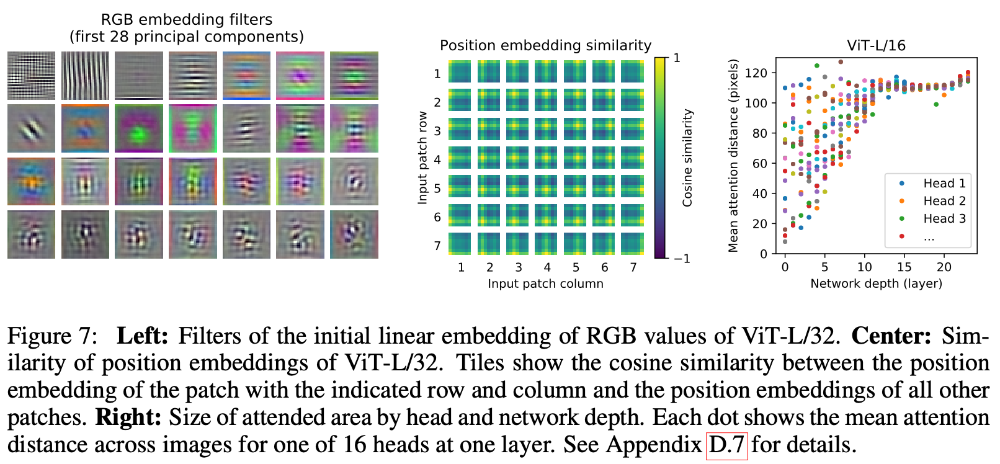 RGB embedding filters
(first 28 principal components)
Position embedding similarity
Input patch row
1
2
3
4
5
6
7
1 2 3 4 5 6 7
Input patch column
1
−1
Cosine similarity
ViT-L/16
Mean attention distance (pixels)
120
100
80
60
40
20
0
0 5 10 15 20
Network depth (layer)
Head 1
Head 2
Head 3
...
Figure 7: Left: Filters of the initial linear embedding of RGB values of ViT-L/32. Center: Sim-
ilarity of position embeddings of ViT-L/32. Tiles show the cosine similarity between the position
embedding of the patch with the indicated row and column and the position embeddings of all other
patches. Right: Size of attended area by head and network depth. Each dot shows the mean attention
distance across images for one of 16 heads at one layer. See Appendix D.7 for details.